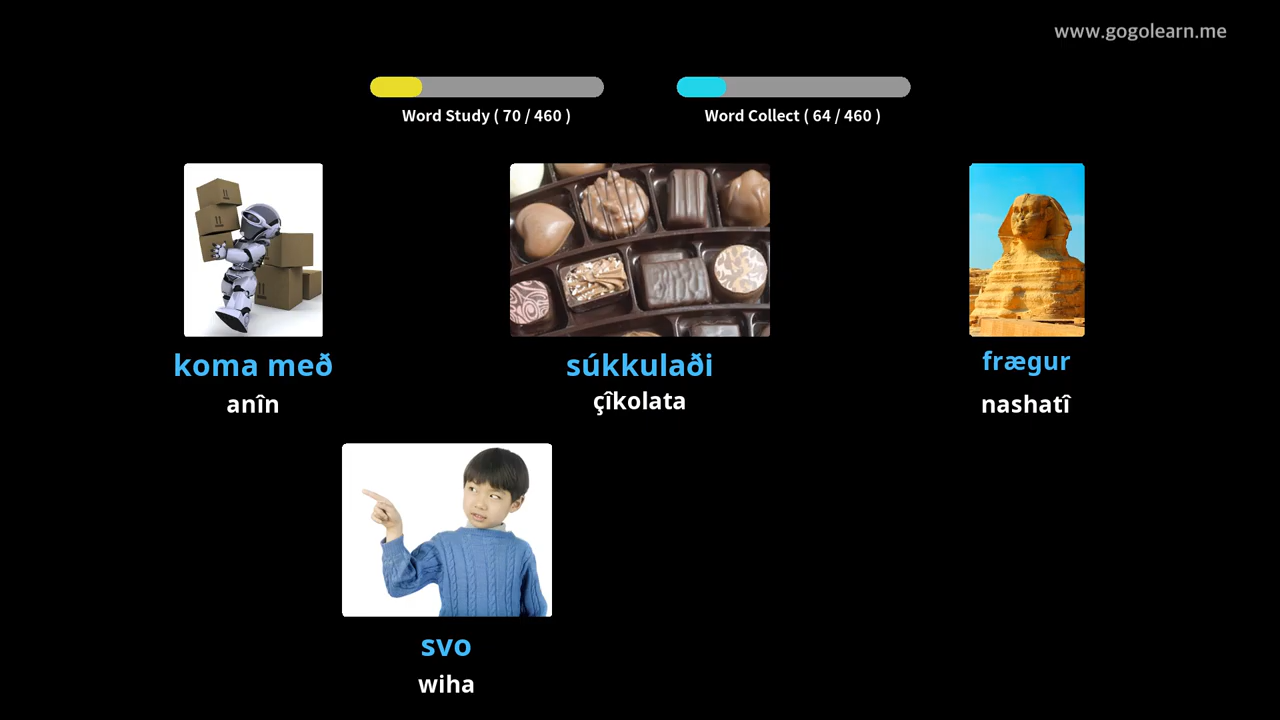 www.gogolearn.me
Word Study ( 70 / 460 )
Word Collect ( 64 / 460 )
koma með
anîn
súkkulaði
çîkolata
frægur
nashatî
svo
wiha